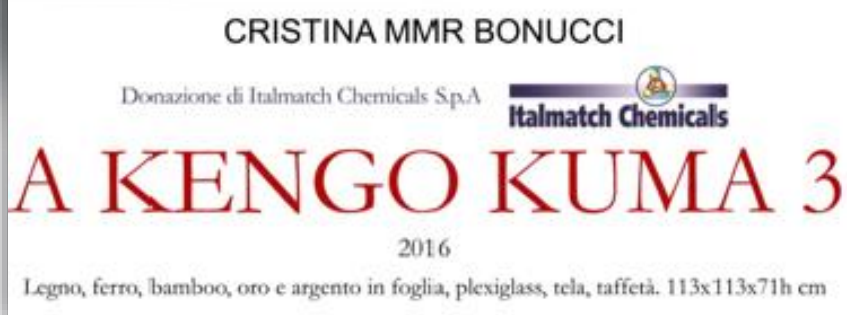 CRISTINA MMR BONUCCI
Donazione di Italmatch Chemicals S.p.A
Italmatch Chemicals
A KENGO KUMA 3
2016
Legno, ferro, bamboo, oro e argento in foglia, plexiglass, tela, taffetà. 113x113x71h cm